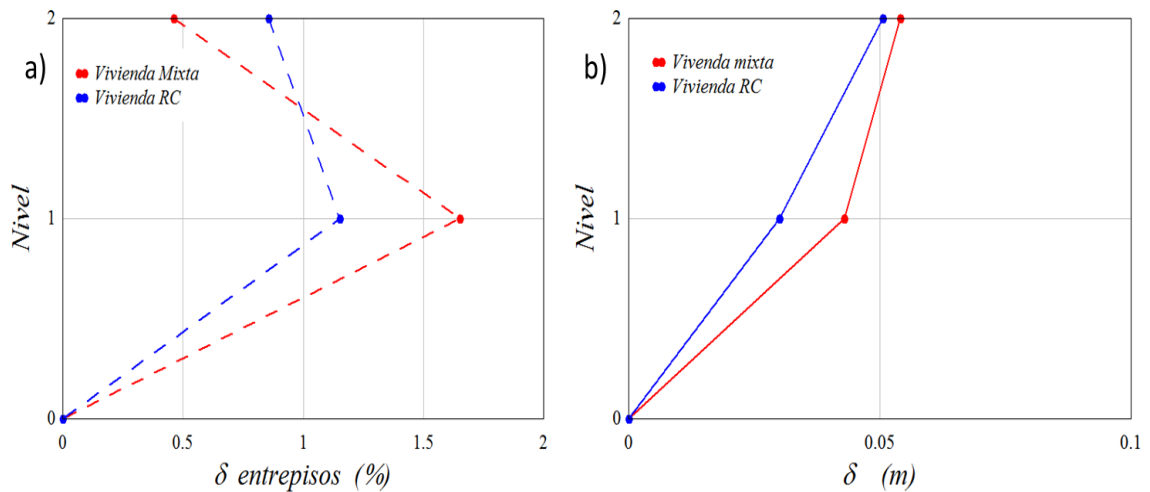 a)
2
1
0
Nivel
Vivienda Mixta
Vivienda RC
0 0.5 1 1.5 2
δ entrepisos (%)
b)
2
1
0
Nivel
Vivenda mixta
Vivienda RC
0 0.05 0.1
δ (m)